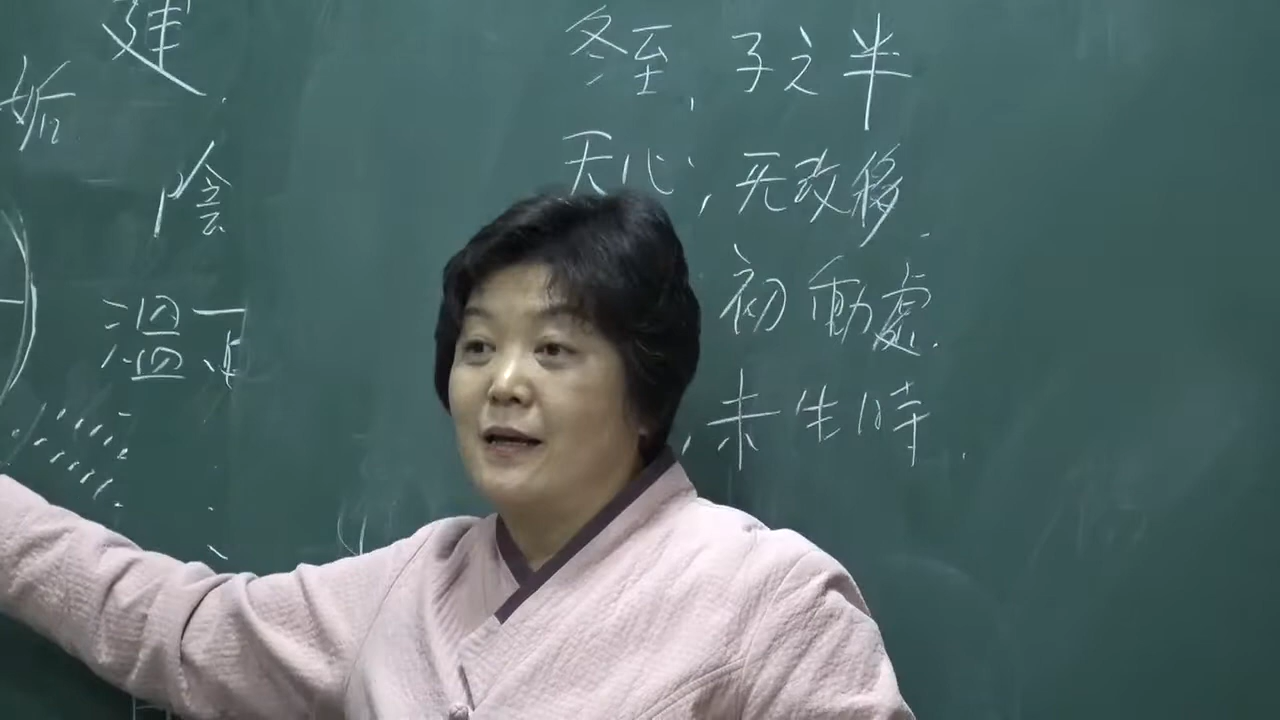 冬至,子之半
天心,无改移.
初動處.
,未生時.
建.
姤
陰
溫